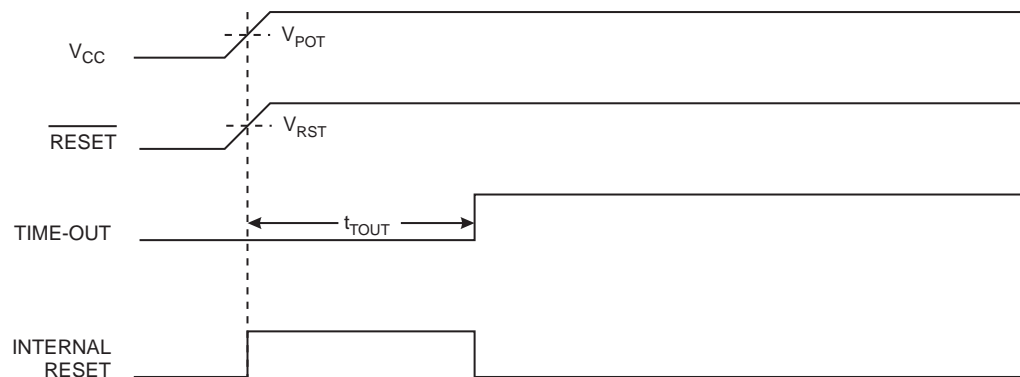 VCC
VPOT
RESET
VRST
TIME-OUT
tTOUT
INTERNAL
RESET